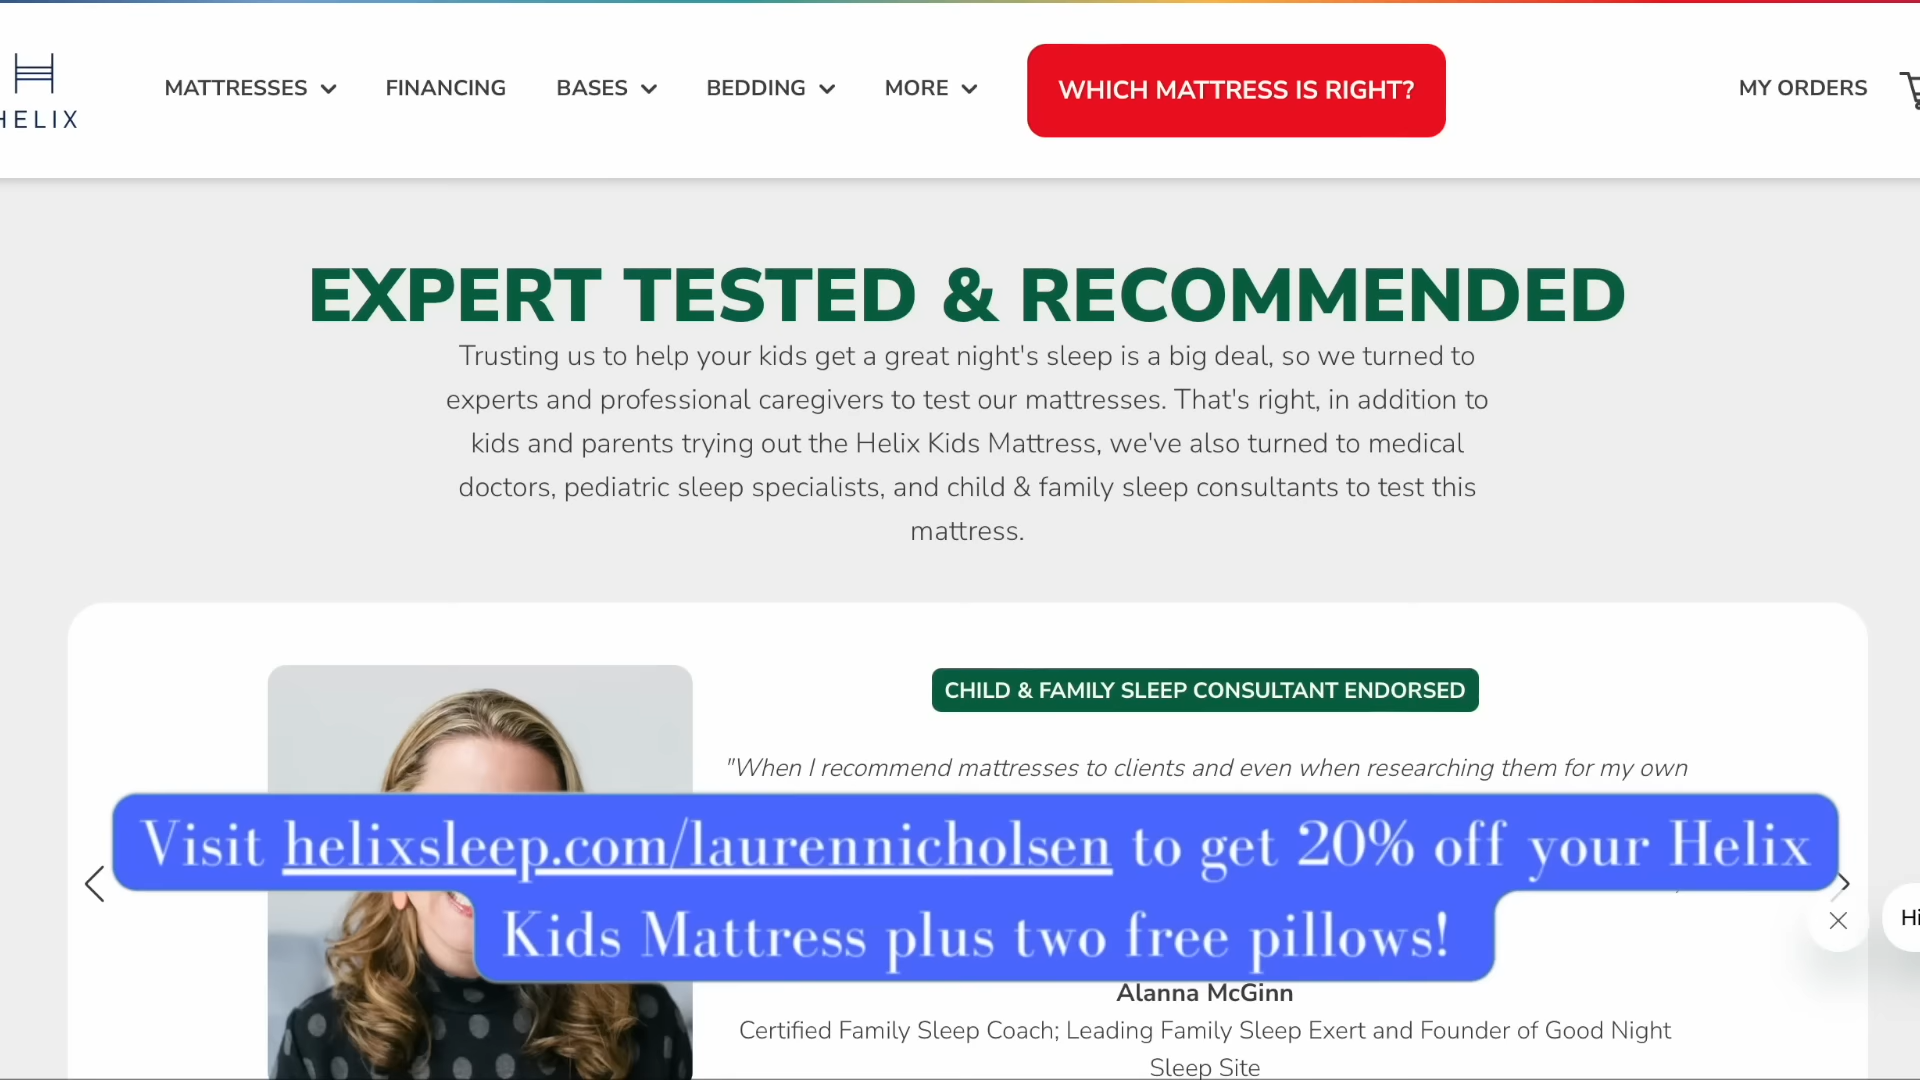 HELIX
MATTRESSES
FINANCING
BASES
BEDDING
MORE
WHICH MATTRESS IS RIGHT?
MY ORDERS
EXPERT TESTED & RECOMMENDED
Trusting us to help your kids get a great night's sleep is a big deal, so we turned to
experts and professional caregivers to test our mattresses. That's right, in addition to
kids and parents trying out the Helix Kids Mattress, we've also turned to medical
doctors, pediatric sleep specialists, and child & family sleep consultants to test this
mattress.
CHILD & FAMILY SLEEP CONSULTANT ENDORSED
"When I recommend mattresses to clients and even when researching them for my own
Visit helixsleep.com/laurennicholsen to get 20% off your Helix
Kids Mattress plus two free pillows!
Hi
Alanna McGinn
Certified Family Sleep Coach; Leading Family Sleep Exert and Founder of Good Night
Sleep Site